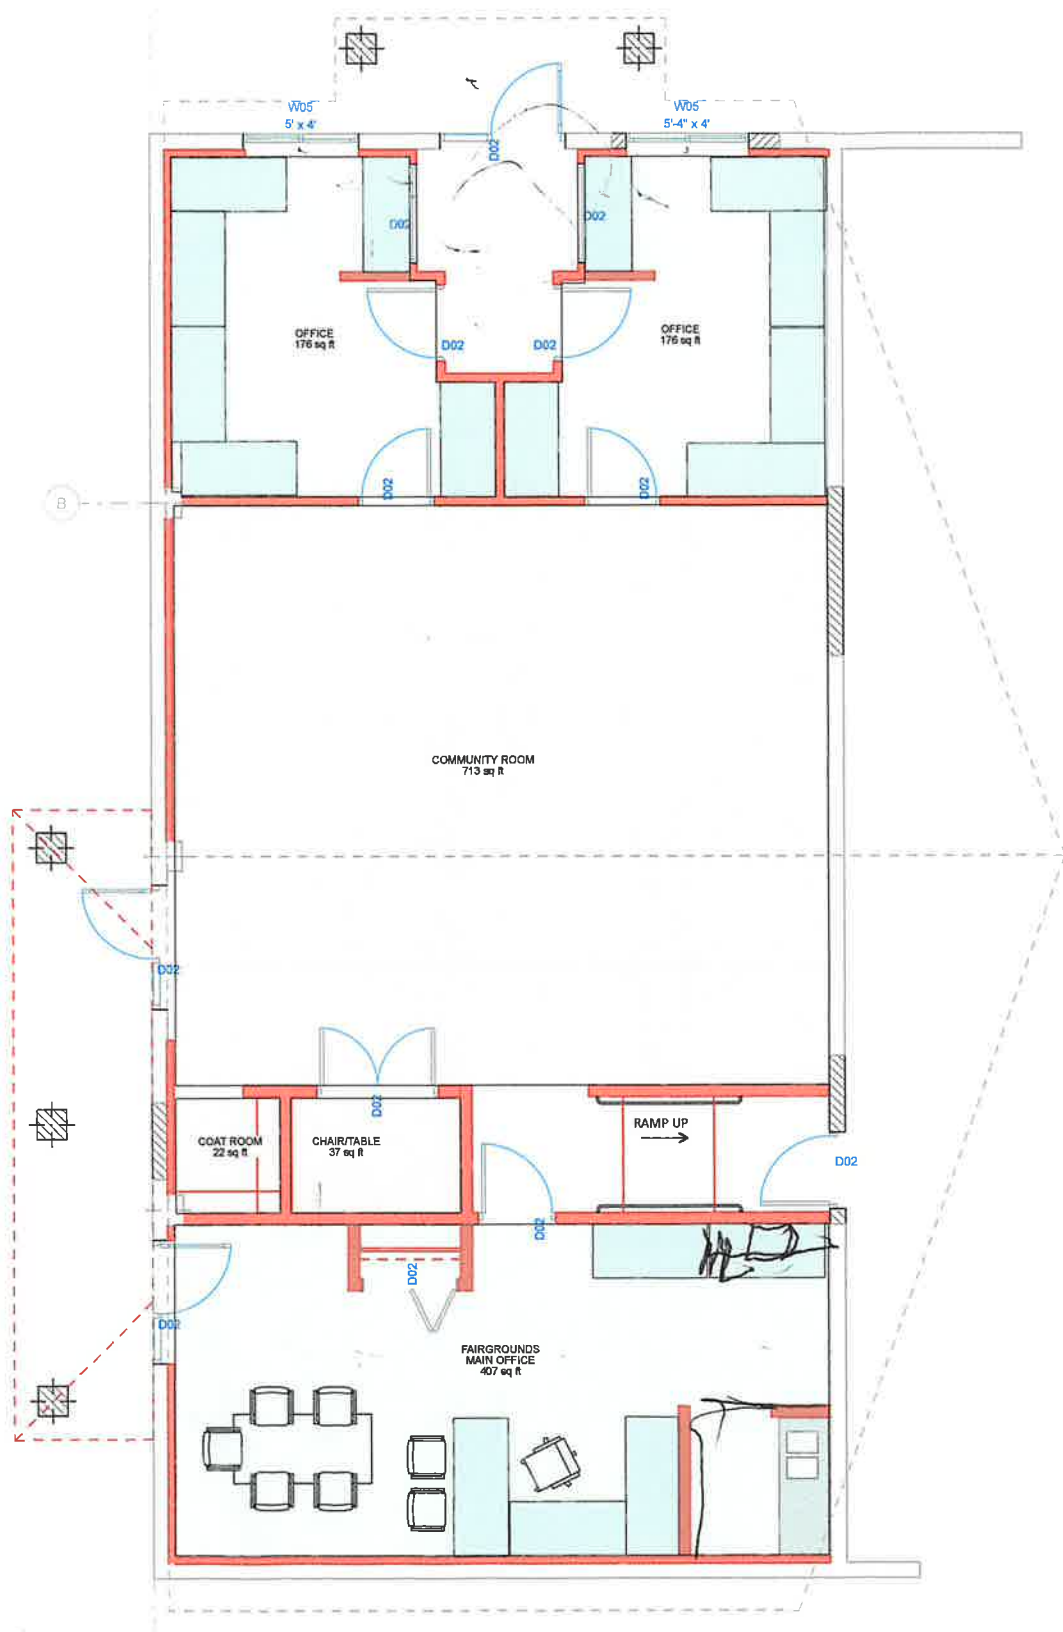 W05
5' x 4'
W05
5'-4" x 4'
D02
D02
D02
OFFICE
176 sq ft
OFFICE
176 sq ft
D02
D02
D02
D02
B
COMMUNITY ROOM
713 sq ft
D02
D02
RAMP UP
COAT ROOM
22 sq ft
CHAIR/TABLE
37 sq ft
D02
D02
D02
D02
FAIRGROUNDS
MAIN OFFICE
407 sq ft